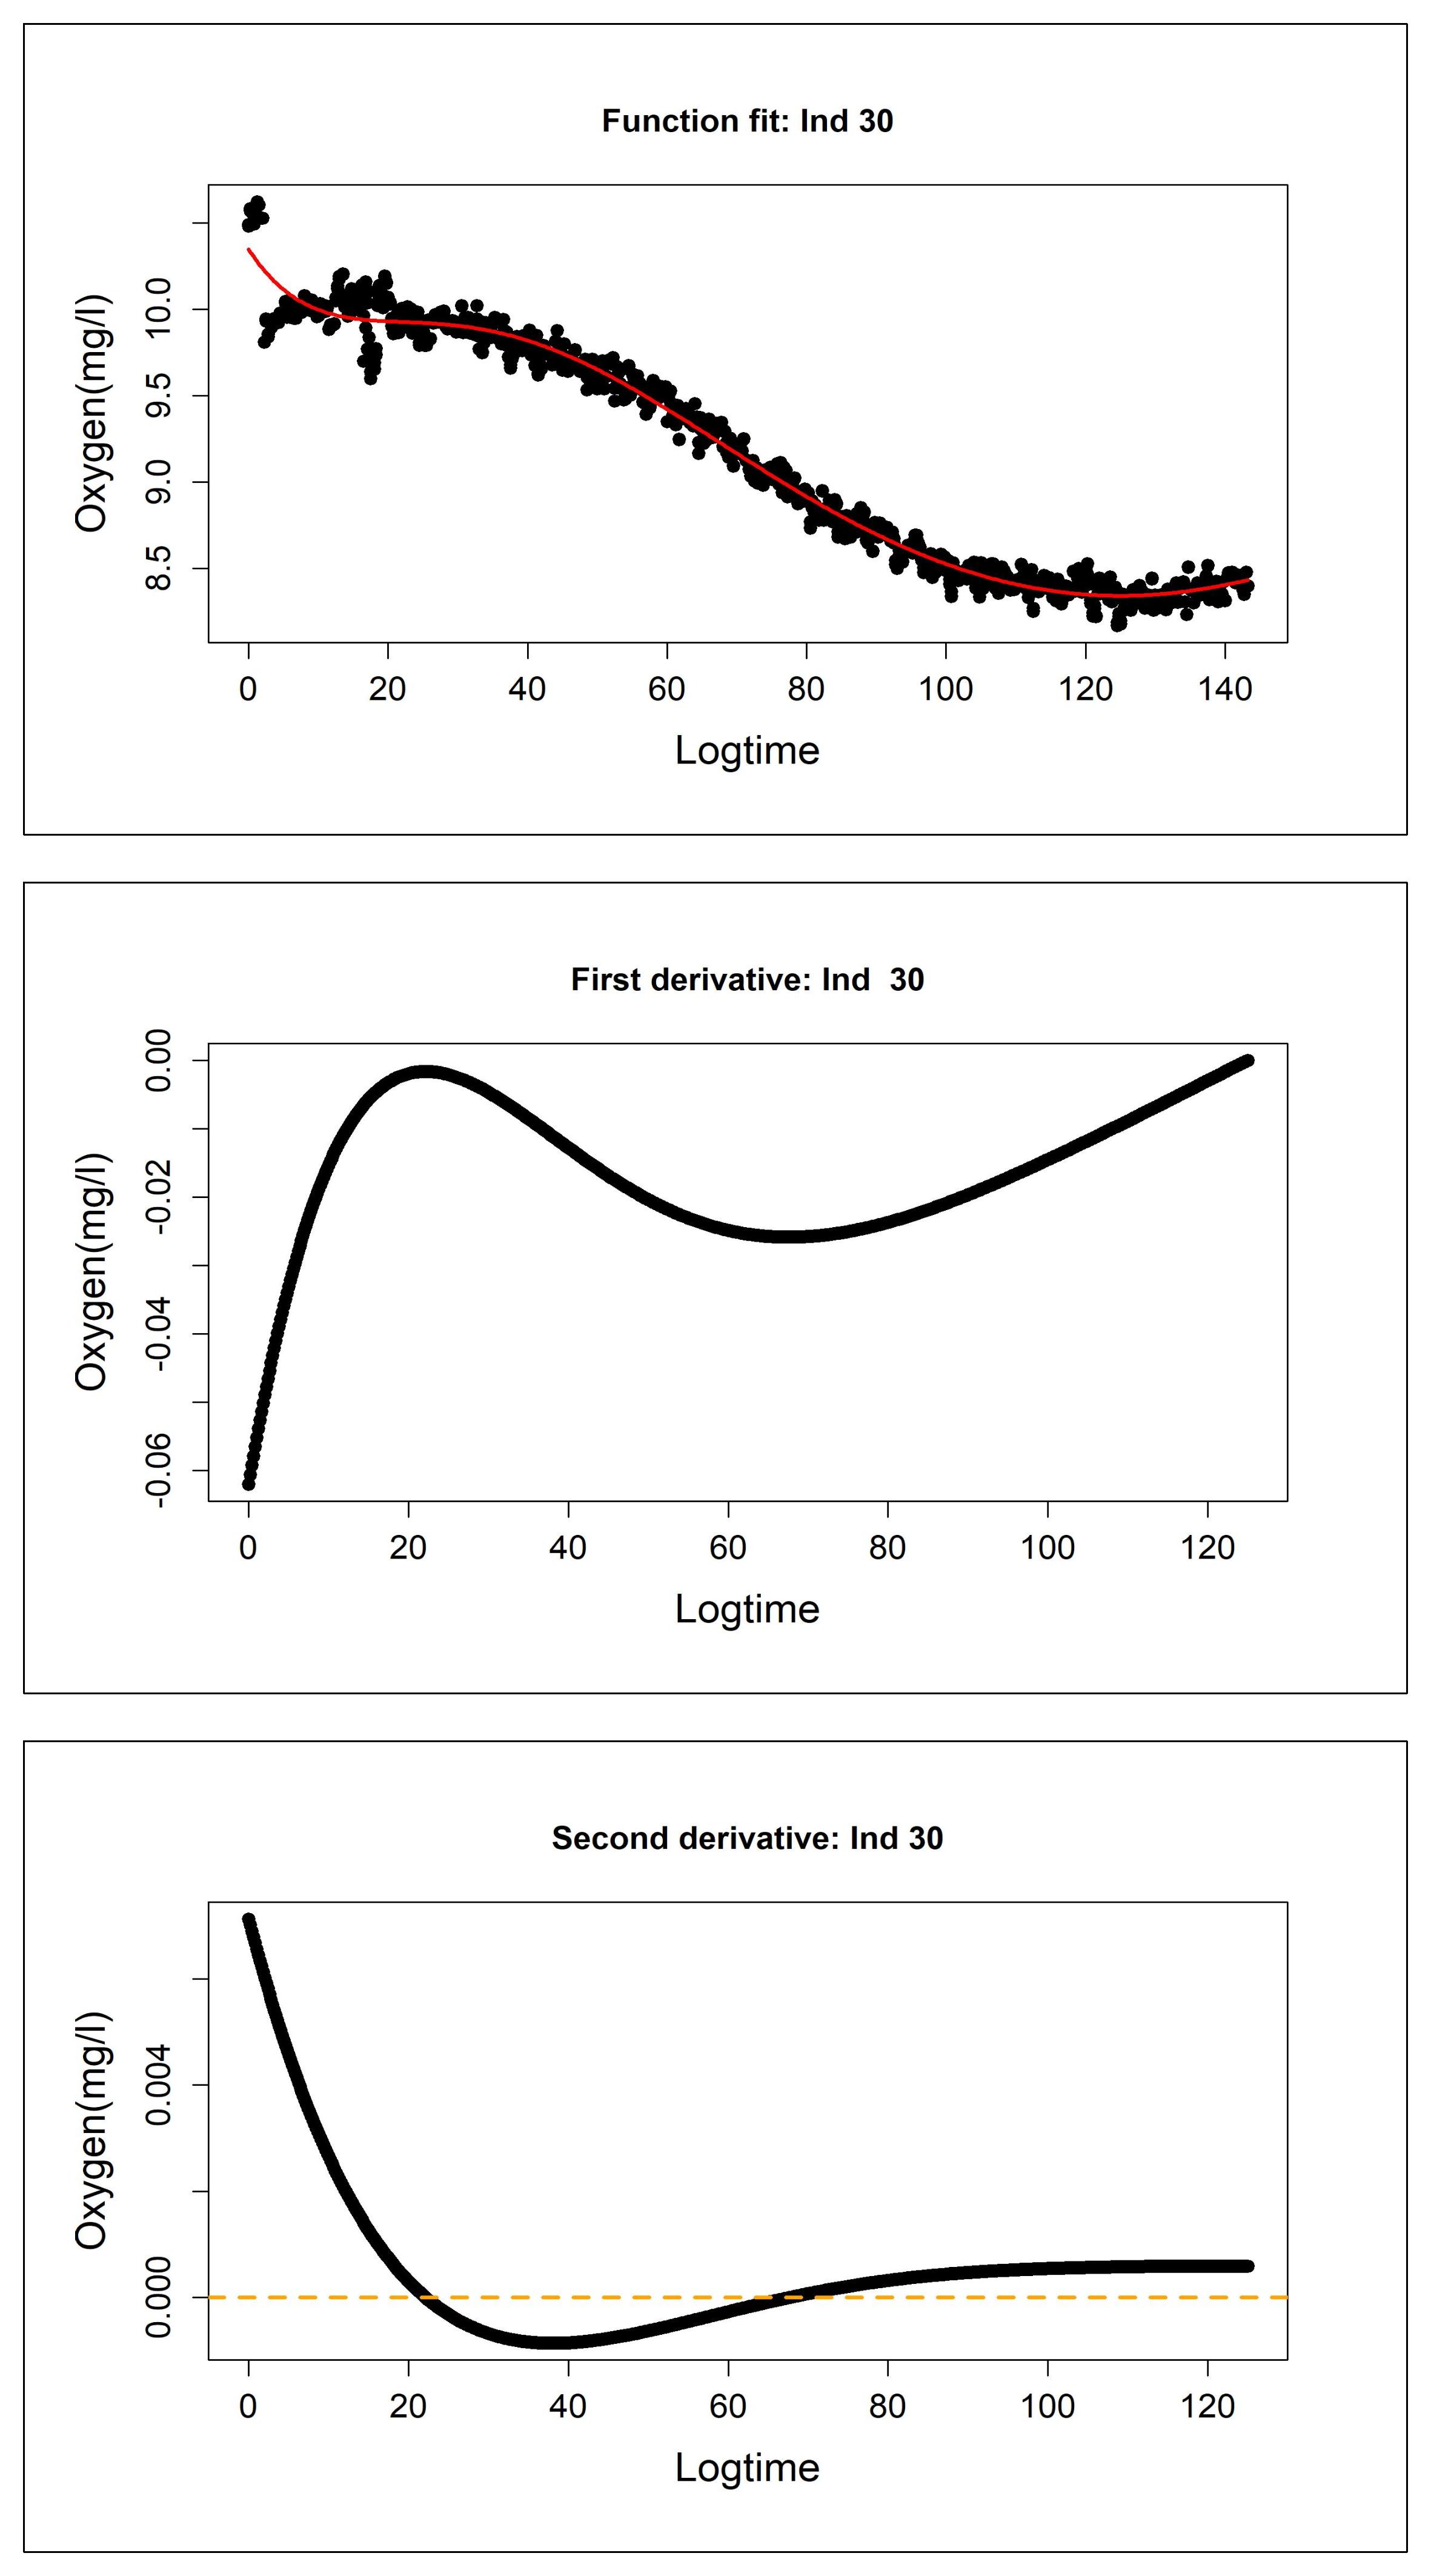 Function fit: Ind 30
Oxygen(mg/l)
10.0
9.5
9.0
8.5
0 20 40 60 80 100 120 140
Logtime
First derivative: Ind  30
Oxygen(mg/l)
0.00
-0.02
-0.04
-0.06
0 20 40 60 80 100 120
Logtime
Second derivative: Ind 30
Oxygen(mg/l)
0.004
0.000
0 20 40 60 80 100 120
Logtime